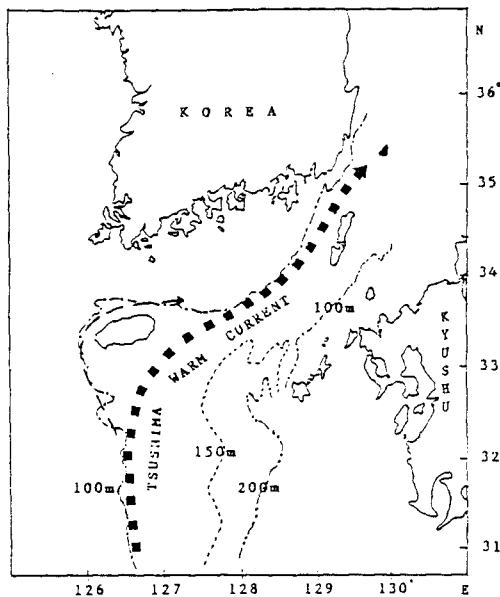 N
36°
K O R E A
35
34
100m
WARM CURRENT
KYUSHU
33
TSUSHIMA
150m
100m
200m
32
31
126 127 128 129 130° E